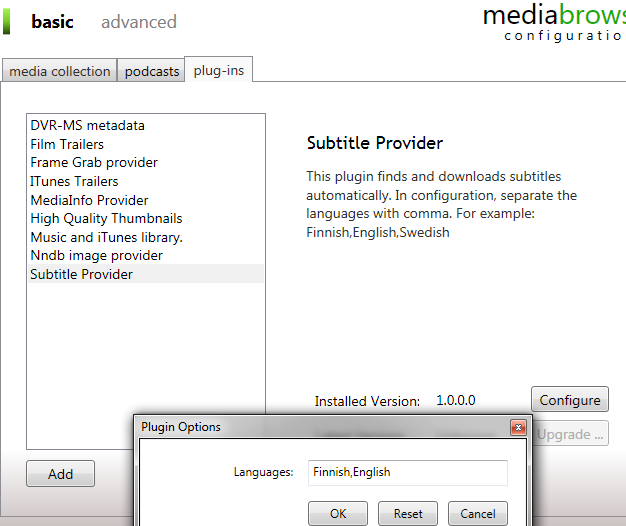 basic advanced
mediabrows
configuratio
media collection podcasts plug-ins
DVR-MS metadata
Film Trailers
Frame Grab provider
ITunes Trailers
MediaInfo Provider
High Quality Thumbnails
Music and iTunes library.
Nndb image provider
Subtitle Provider
Subtitle Provider
This plugin finds and downloads subtitles
automatically. In configuration, separate the
languages with comma. For example:
Finnish,English,Swedish
Installed Version: 1.0.0.0 Configure
Upgrade ...
Add
Plugin Options
Languages: Finnish,English
OK Reset Cancel